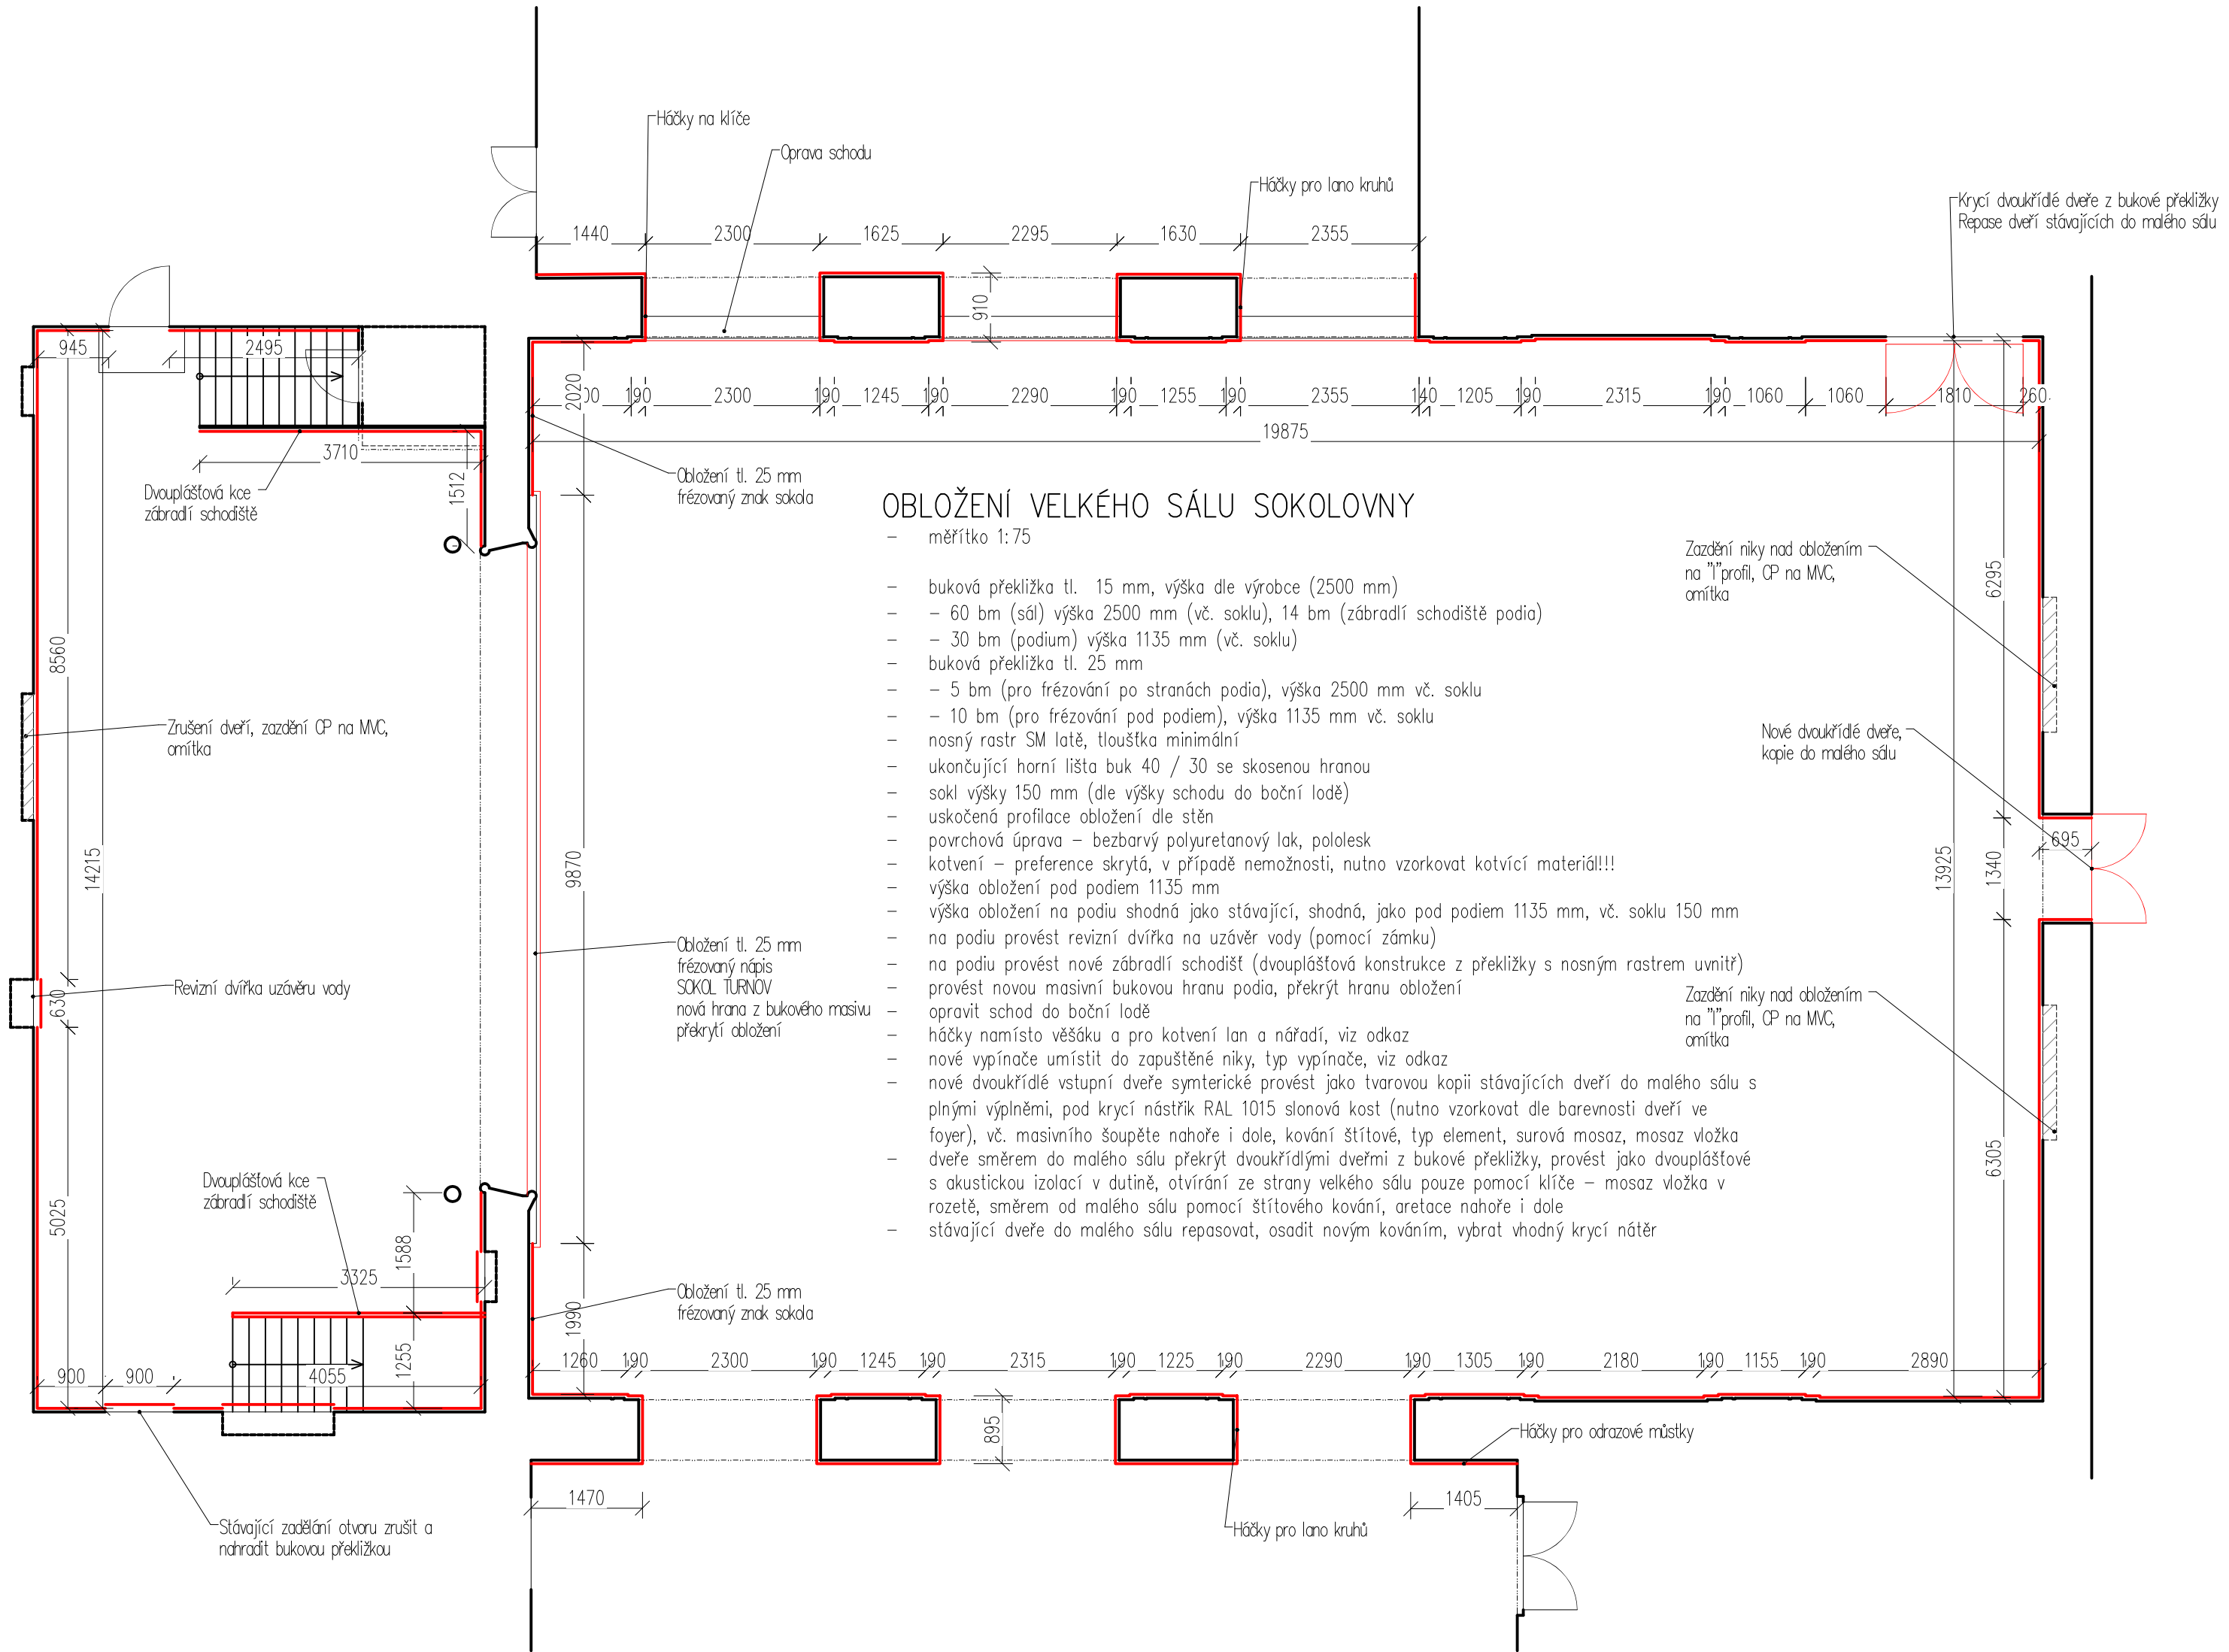 Háčky na klíče
Oprava schodu
Háčky pro lano kruhů
Krycí dvoukřídlé dveře z bukové překližky
Repase dveří stávajících do malého sálu
1440
2300
1625
2295
1630
2355
910
945
2495
2020
190
2300
190
1245
190
2290
190
1255
190
2355
140
1205
190
2315
190
1060
1060
1810
260
19875
3710
1512
Dvouplášťová kce
zábradlí schodiště
Obložení tl. 25 mm
frézovaný znak sokola
OBLOŽENÍ VELKÉHO SÁLU SOKOLOVNY
– měřítko 1:75
– buková překližka tl. 15 mm, výška dle výrobce (2500 mm)
– – 60 bm (sál) výška 2500 mm (vč. soklu), 14 bm (zábradlí schodiště podia)
– – 30 bm (podium) výška 1135 mm (vč. soklu)
– buková překližka tl. 25 mm
– – 5 bm (pro frézování po stranách podia), výška 2500 mm vč. soklu
– – 10 bm (pro frézování pod podiem), výška 1135 mm vč. soklu
– nosný rastr SM latě, tloušťka minimální
– ukončující horní lišta buk 40 / 30 se skosenou hranou
– sokl výšky 150 mm (dle výšky schodu do boční lodě)
– uskočená profilace obložení dle stěn
– povrchová úprava – bezbarvý polyuretanový lak, pololesk
– kotvení – preference skrytá, v případě nemožnosti, nutno vzorkovat kotvící materiál!!!
– výška obložení pod podiem 1135 mm
– výška obložení na podiu shodná jako stávající, shodná, jako pod podiem 1135 mm, vč. soklu 150 mm
– na podiu provést revizní dvířka na uzávěr vody (pomocí zámku)
– na podiu provést nové zábradlí schodišť (dvouplášťová konstrukce z překližky s nosným rastrem uvnitř)
– provést novou masivní bukovou hranu podia, překrýt hranu obložení
– opravit schod do boční lodě
– háčky namísto věšáku a pro kotvení lan a nářadí, viz odkaz
– nové vypínače umístit do zapuštěné niky, typ vypínače, viz odkaz
– nové dvoukřídlé vstupní dveře symterické provést jako tvarovou kopii stávajících dveří do malého sálu s
plnými výplněmi, pod krycí nástřik RAL 1015 slonová kost (nutno vzorkovat dle barevnosti dveří ve
foyer), vč. masivního šoupěte nahoře i dole, kování štítové, typ element, surová mosaz, mosaz vložka
– dveře směrem do malého sálu překrýt dvoukřídlými dveřmi z bukové překližky, provést jako dvouplášťové
s akustickou izolací v dutině, otvírání ze strany velkého sálu pouze pomocí klíče – mosaz vložka v
rozetě, směrem od malého sálu pomocí štítového kování, aretace nahoře i dole
– stávající dveře do malého sálu repasovat, osadit novým kováním, vybrat vhodný krycí nátěr
Zazdění niky nad obložením
na "I"profil, CP na MVC,
omítka
6295
8560
Zrušení dveří, zazdění CP na MVC,
omítka
Nové dvoukřídlé dveře,
kopie do malého sálu
14215
9870
13925
1340
695
Obložení tl. 25 mm
frézovaný nápis
SOKOL TURNOV
nová hrana z bukového masivu
překrytí obložení
630
Revizní dvířka uzávěru vody
Zazdění niky nad obložením
na "I"profil, CP na MVC,
omítka
Dvouplášťová kce
zábradlí schodiště
5025
1588
3325
6305
Obložení tl. 25 mm
frézovaný znak sokola
1990
1255
900
900
4055
1260
190
2300
190
1245
190
2315
190
1225
190
2290
190
1305
190
2180
190
1155
190
2890
895
Háčky pro odrazové můstky
1470
1405
Háčky pro lano kruhů
Stávající zadělání otvoru zrušit a
nahradit bukovou překližkou